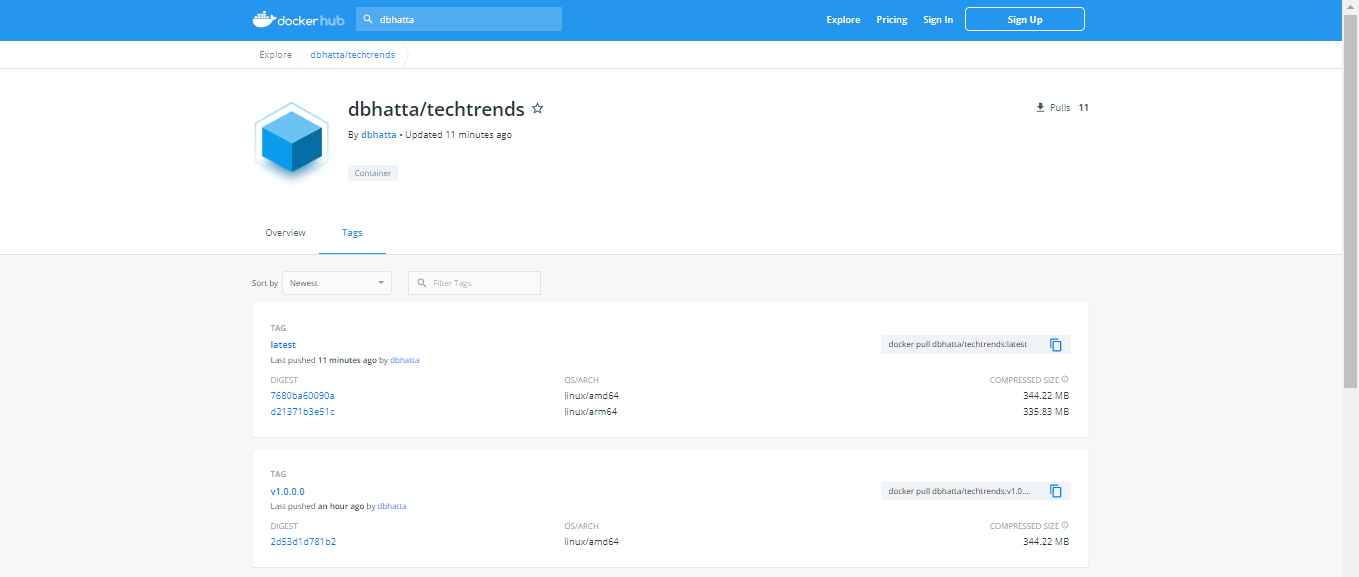 docker hub dbhatta Explore Pricing Sign In Sign Up
Explore dbhatta/techtrends
dbhatta/techtrends
Pulls 11
By dbhatta • Updated 11 minutes ago
Container
Overview Tags
Sort by Newest Filter Tags
TAG
latest
docker pull dbhatta/techtrends:latest
Last pushed 11 minutes ago by dbhatta
DIGEST OS/ARCH COMPRESSED SIZE
7680ba60090a linux/amd64 344.22 MB
d21371b3e51c linux/arm64 335.83 MB
TAG
v1.0.0.0
docker pull dbhatta/techtrends:v1.0....
Last pushed an hour ago by dbhatta
DIGEST OS/ARCH COMPRESSED SIZE
2d53d1d781b2 linux/amd64 344.22 MB